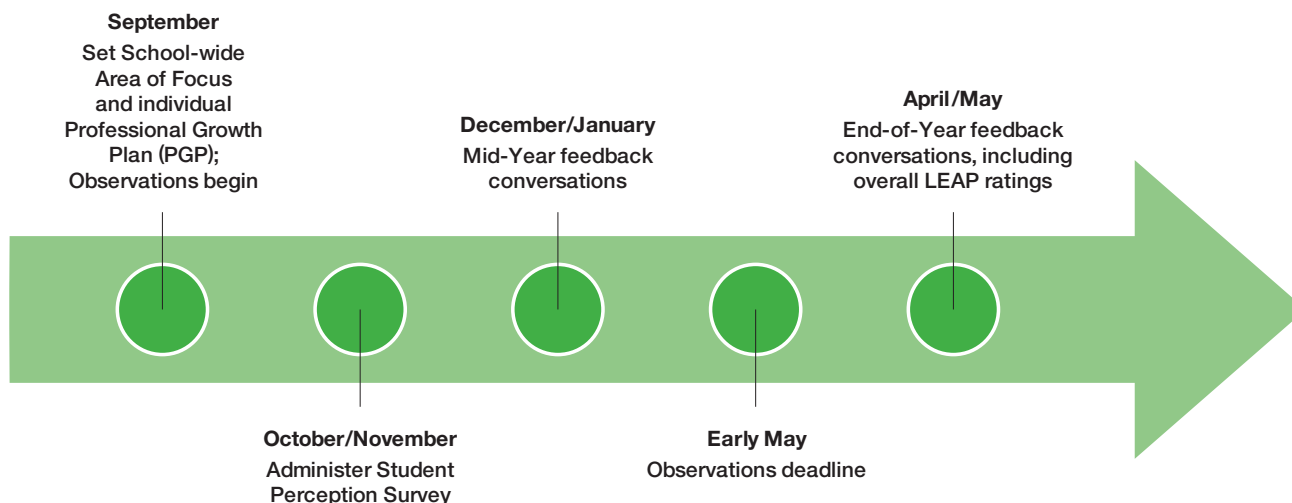 September
Set School-wide
Area of Focus
and individual
Professional Growth
Plan (PGP);
Observations begin
October/November
Administer Student
Perception Survey
December/January
Mid-Year feedback
conversations
Early May
Observations deadline
April/May
End-of-Year feedback
conversations, including
overall LEAP ratings